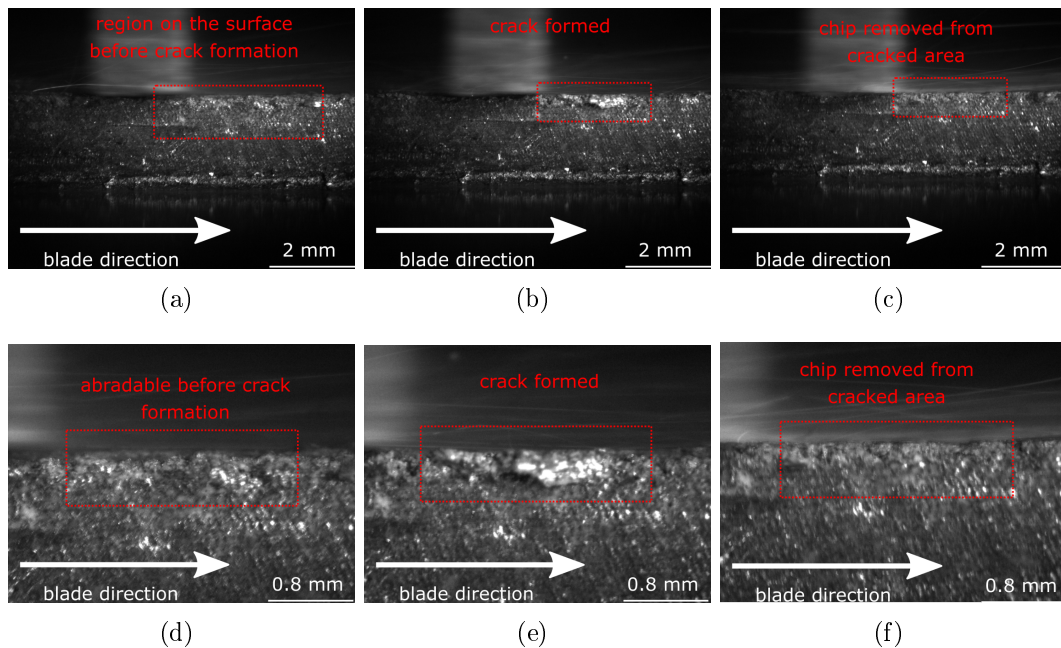 region on the surface
before crack formation
blade direction
2 mm
(a)
crack formed
blade direction
2 mm
(b)
chip removed from
cracked area
blade direction
2 mm
(c)
abradable before crack
formation
blade direction
0.8 mm
(d)
crack formed
blade direction
0.8 mm
(e)
chip removed from
cracked area
blade direction
0.8 mm
(f)